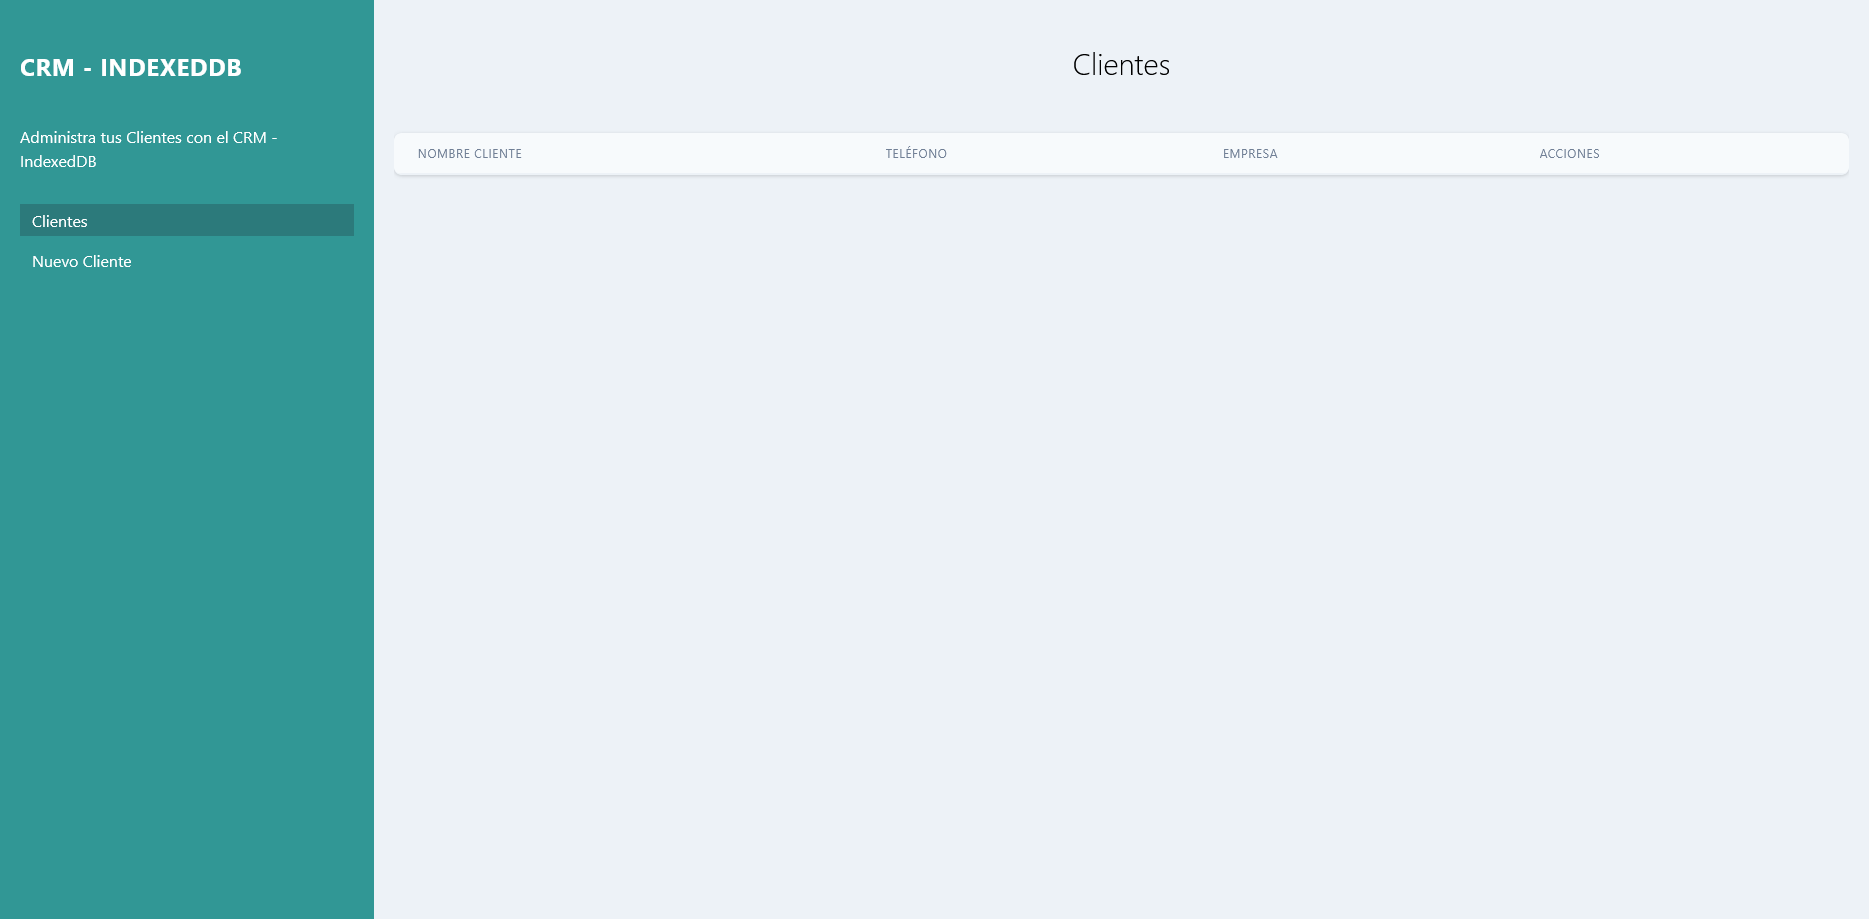 CRM - INDEXEDDB
Administra tus Clientes con el CRM -
IndexedDB
Clientes
Nuevo Cliente
Clientes
NOMBRE CLIENTE
TELÉFONO
EMPRESA
ACCIONES